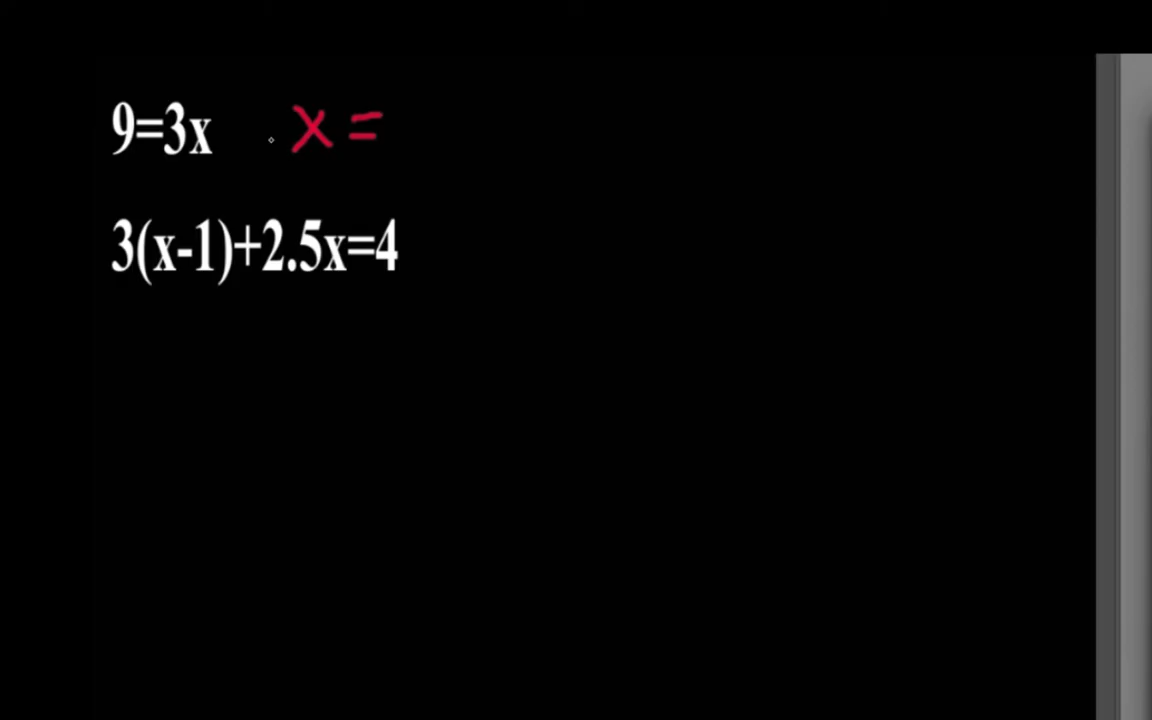 9=3x x =
3(x-1)+2.5x=4